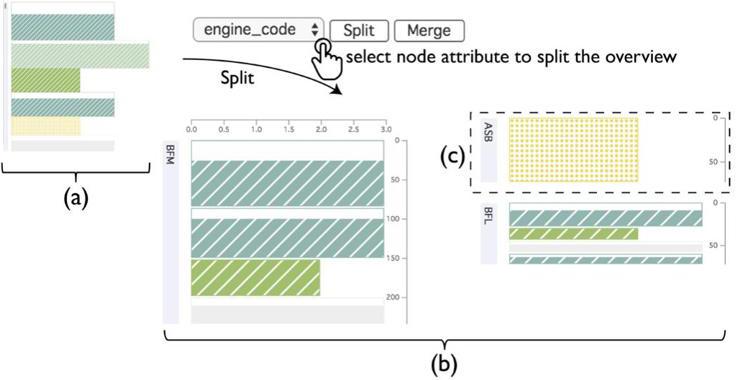 engine_code
Split
Merge
select node attribute to split the overview
Split
(a)
0.0 0.5 1.0 1.5 2.0 2.5 3.0
BFM
0
50
100
150
200
(b)
(c)
ASB
0
50
BFL
0
50